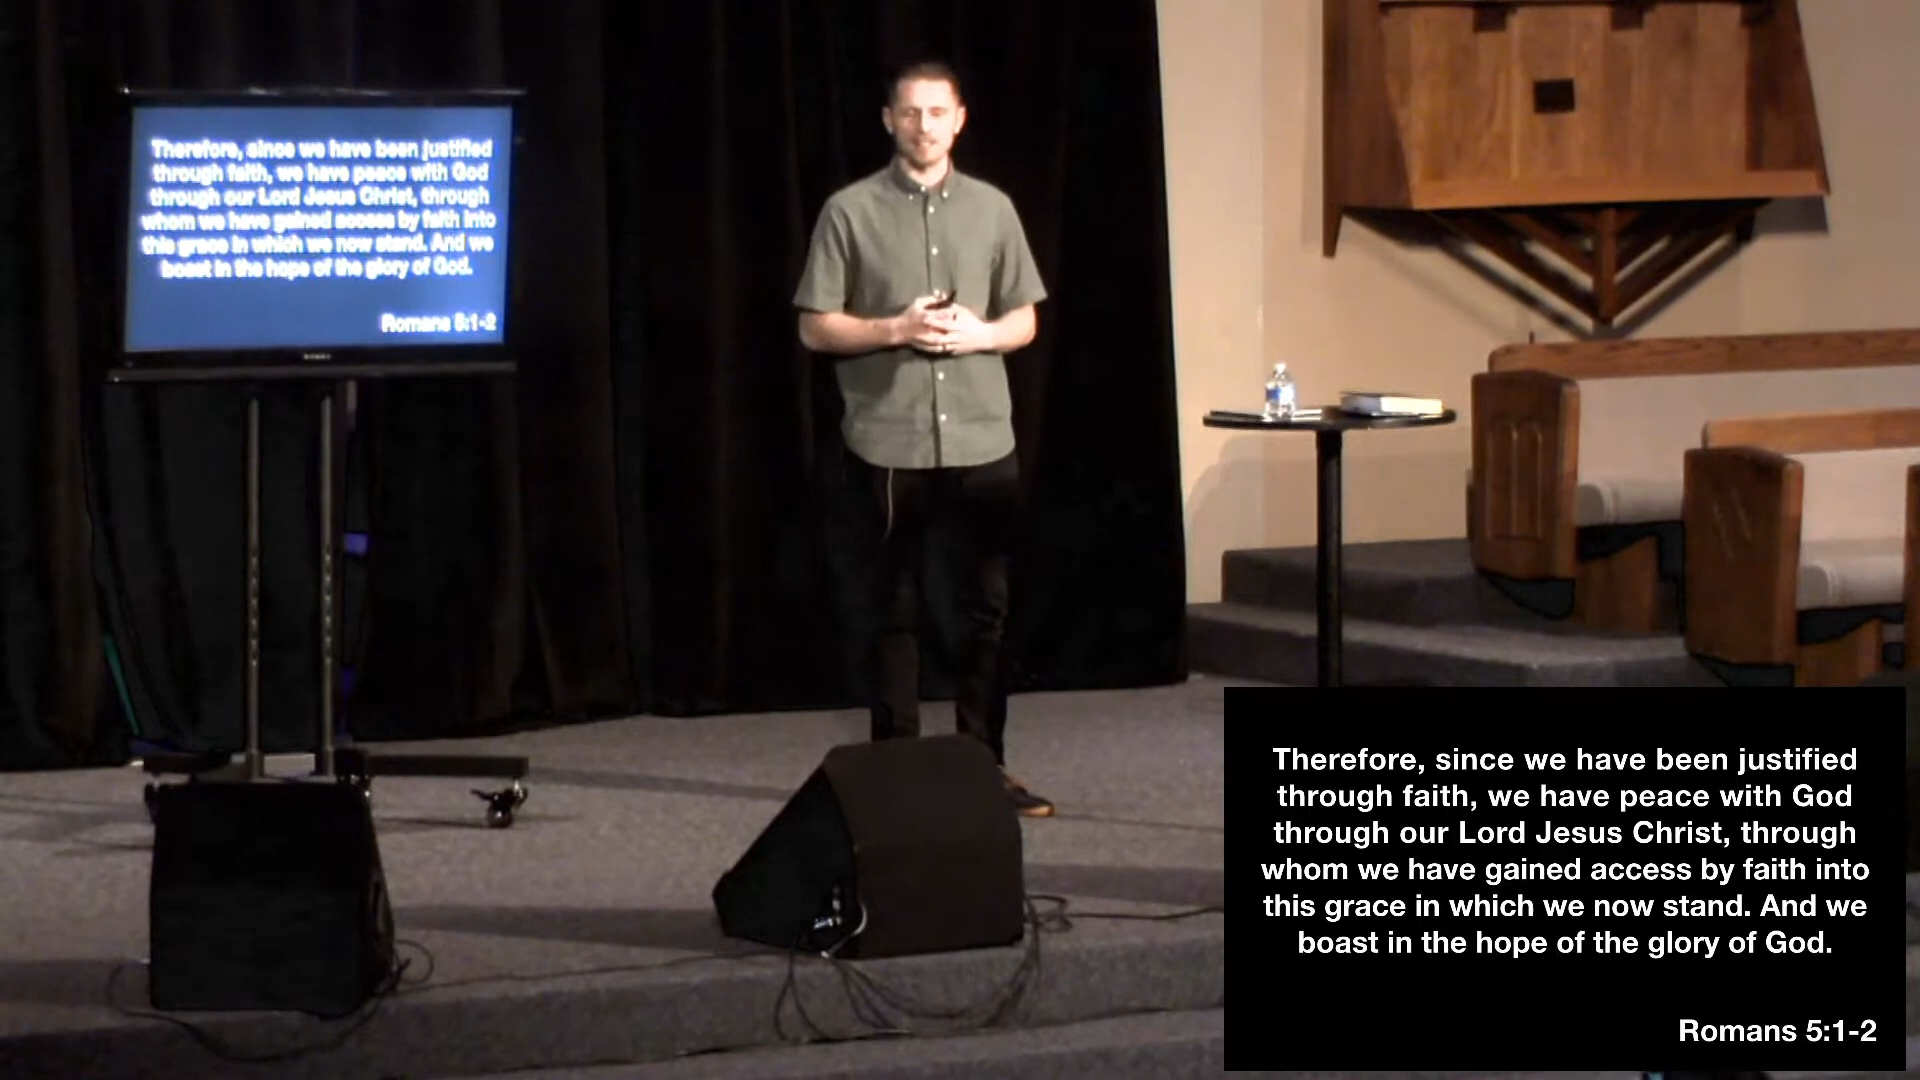 Therefore, since we have been justified
through faith, we have peace with God
through our Lord Jesus Christ, through
whom we have gained access by faith into
this grace in which we now stand. And we
boast in the hope of the glory of God.
Romans 5:1-2
Therefore, since we have been justified
through faith, we have peace with God
through our Lord Jesus Christ, through
whom we have gained access by faith into
this grace in which we now stand. And we
boast in the hope of the glory of God.
Romans 5:1-2